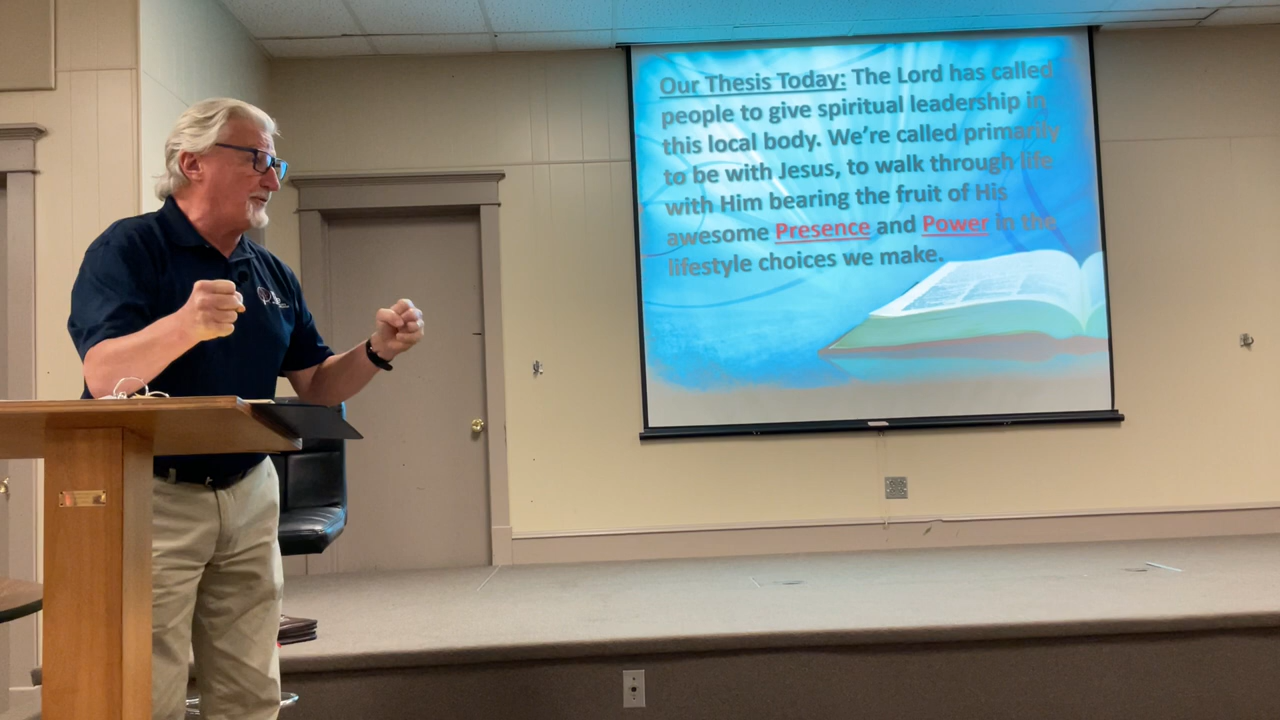 Our Thesis Today: The Lord has called
people to give spiritual leadership in
this local body. We're called primarily
to be with Jesus, to walk through life
with Him bearing the fruit of His
awesome Presence and Power in the
lifestyle choices we make.